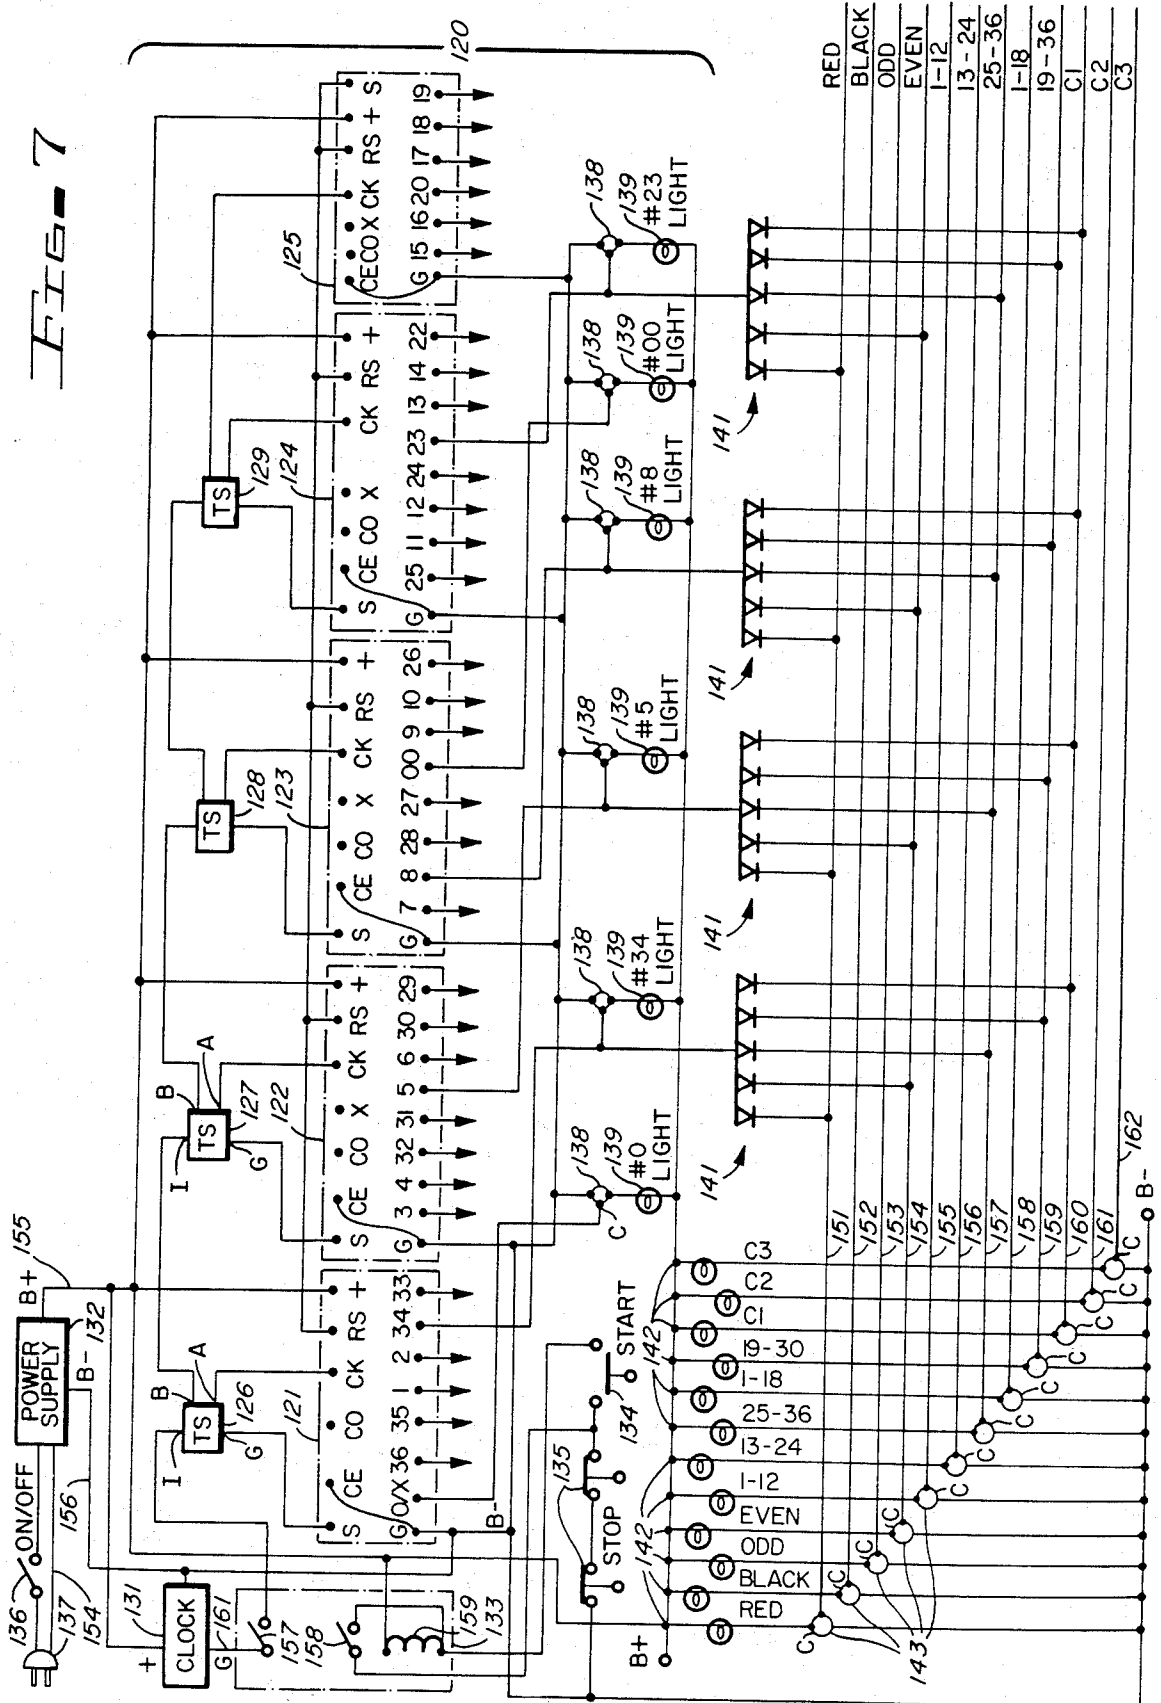 FIG-7
120
136 ON/OFF
137
154
156
POWER
SUPPLY
B+
155
132
B-
+
131
CLOCK
G
161
157
158
159
133
I
B
A
TS
G
126
I
B
A
TS
G
127
TS
128
TS
129
121
S CE CO CK RS +
G 0/X 36 35 1 2 34 33
122
S CE CO X CK RS +
G 3 4 32 31 5 6 30 29
123
S CE CO X CK RS +
G 7 8 28 27 00 9 10 26
124
S CE CO X CK RS +
G 25 11 12 24 23 13 14 22
125
CE CO X CK RS + S
G 15 16 20 17 18 19
B-
135
STOP
134
START
C
138
139
#0
LIGHT
138
139
#34
LIGHT
138
139
#5
LIGHT
138
139
#8
LIGHT
138
139
#00
LIGHT
138
139
#23
LIGHT
141
141
141
141
B+
142
142
RED
BLACK
ODD
EVEN
1-12
13-24
25-36
1-18
19-30
C1
C2
C3
C
C
C
C
C
C
C
C
C
C
C
C
143
151
152
153
154
155
156
157
158
159
160
161
162
B-
RED
BLACK
ODD
EVEN
1-12
13-24
25-36
1-18
19-36
C1
C2
C3